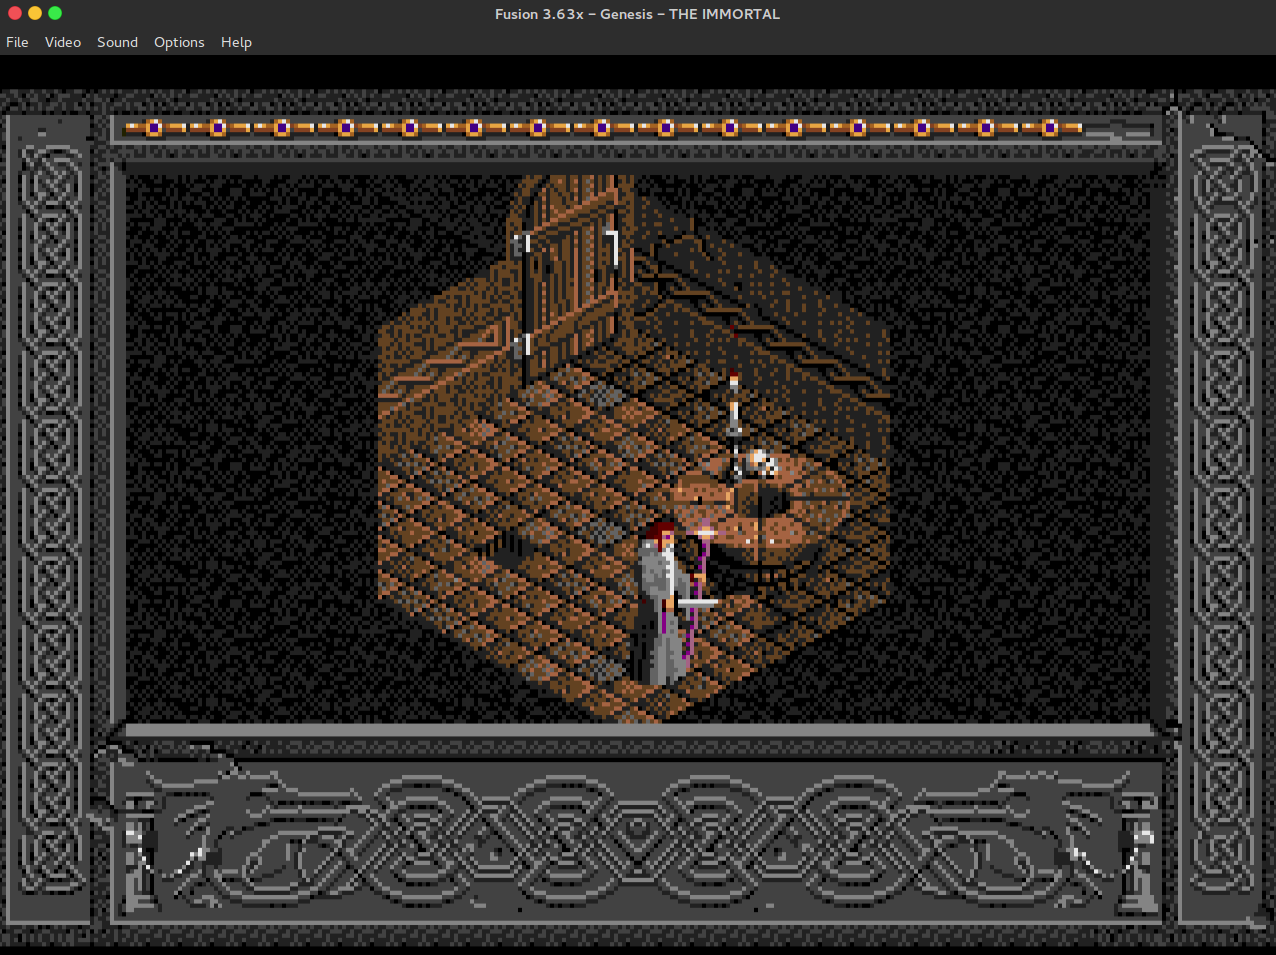 Fusion 3.63x - Genesis - THE IMMORTAL
File Video Sound Options Help